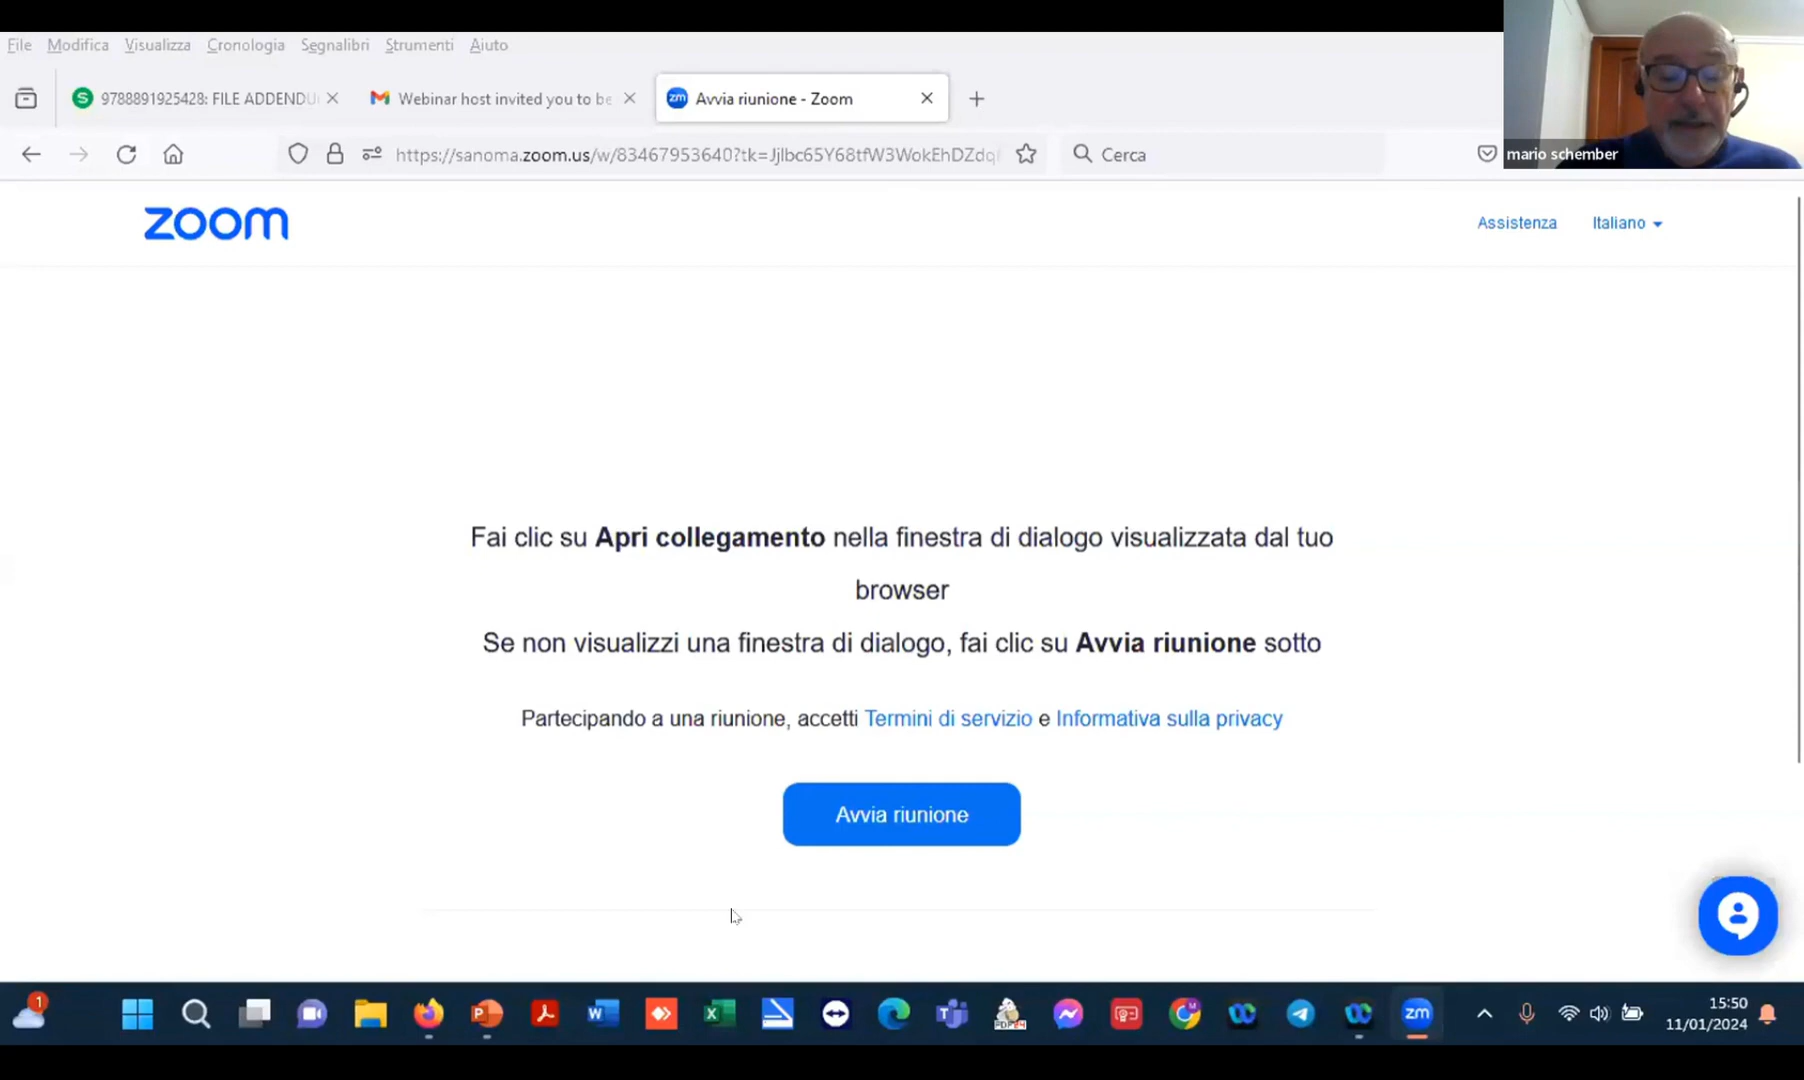 File Modifica Visualizza Cronologia Segnalibri Strumenti Aiuto
9788891925428: FILE ADDENDU
Webinar host invited you to be
Avvia riunione - Zoom
https://sanoma.zoom.us/w/83467953640?tk=Jjlbc65Y68tfW3WokEhDZdq
Cerca
mario schember
zoom
Assistenza
Italiano
Fai clic su Apri collegamento nella finestra di dialogo visualizzata dal tuo
browser
Se non visualizzi una finestra di dialogo, fai clic su Avvia riunione sotto
Partecipando a una riunione, accetti Termini di servizio e Informativa sulla privacy
Avvia riunione
1
PDF24
zm
15:50
11/01/2024